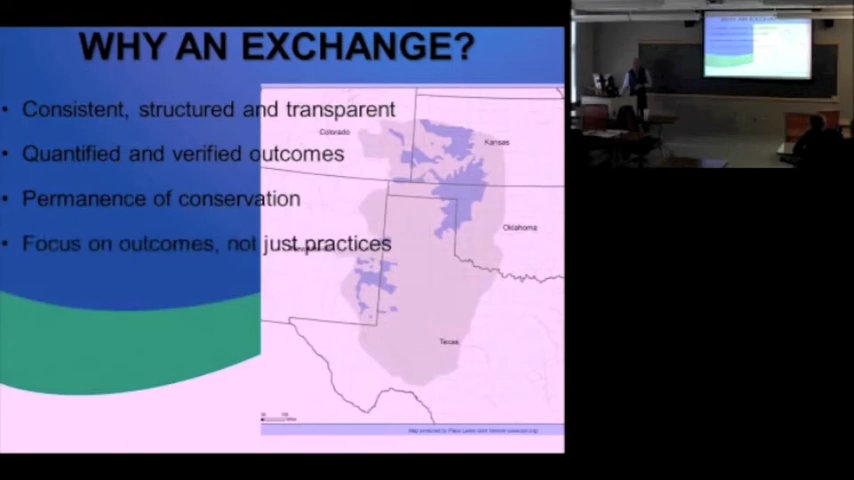 WHY AN EXCHANGE?
• Consistent, structured and transparent
Colorado
Kansas
• Quantified and verified outcomes
• Permanence of conservation
Oklahoma
• Focus on outcomes, not just practices
Texas